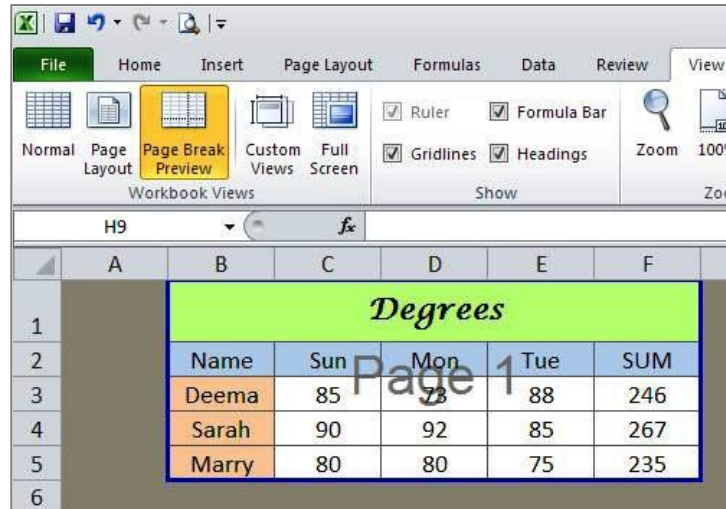 File Home Insert Page Layout Formulas Data Review View
Normal Page Layout Page Break Preview Custom Views Full Screen Ruler Formula Bar Gridlines Headings Zoom
Workbook Views Show
H9 fx
A B C D E F
1 Degrees
2 Name Sun Mon Tue SUM
Page 1
3 Deema 85 73 88 246
4 Sarah 90 92 85 267
5 Marry 80 80 75 235
6